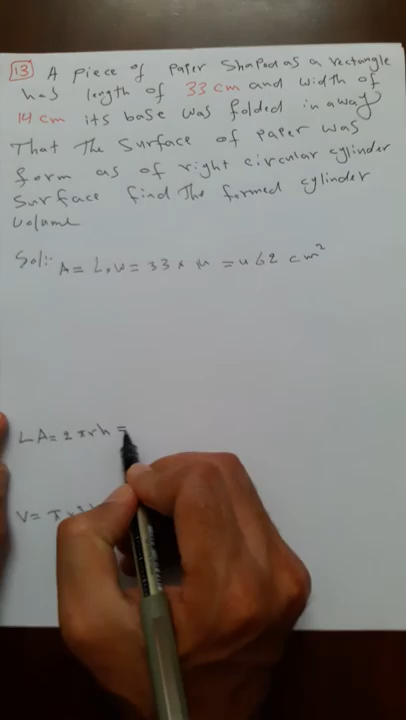 13 A Piece of PaPer ShaPed as a rectangle
has length of 33 cm and width of
14 cm its base was folded in a way
That The Surface of PaPer was
form as of right circular cylinder
Surface find The formed cylinder
Volume
Sol:- A = L.W = 33 × 14 = 462 cm²
LA = 2πrh =
V = π